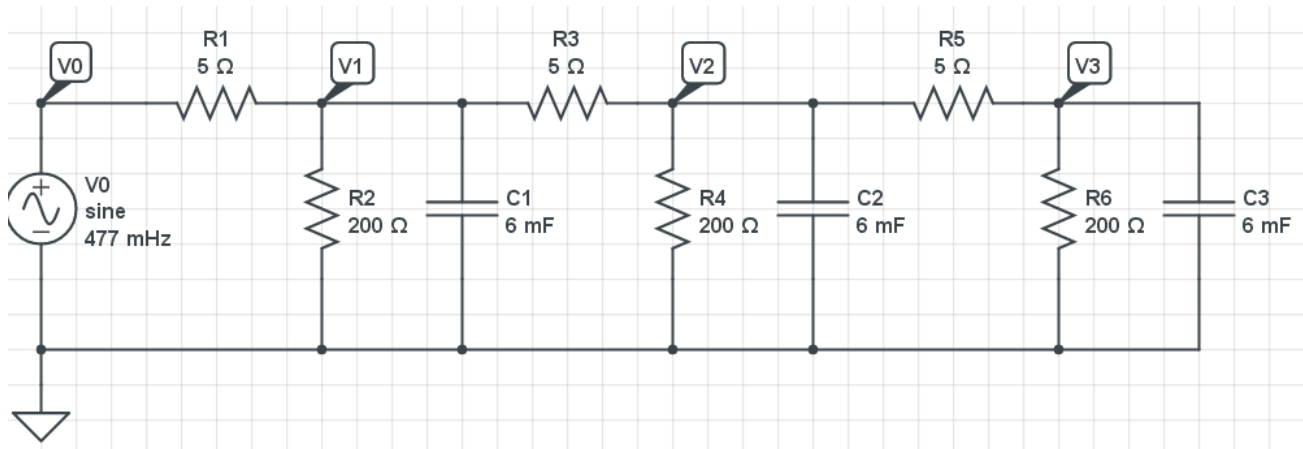 R1
5 Ω
R3
5 Ω
R5
5 Ω
V0
V1
V2
V3
V0
sine
477 mHz
R2
200 Ω
C1
6 mF
R4
200 Ω
C2
6 mF
R6
200 Ω
C3
6 mF